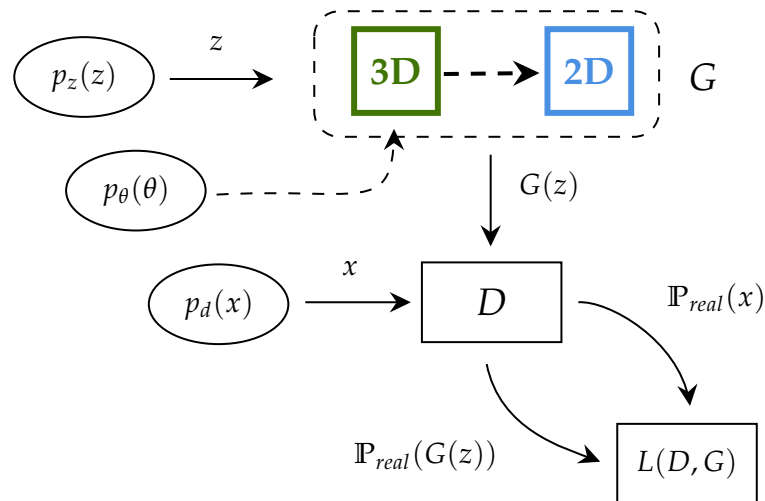 z
p_z(z)
3D
2D
G
p_θ(θ)
G(z)
x
p_d(x)
D
ℙ_real(x)
ℙ_real(G(z))
L(D, G)